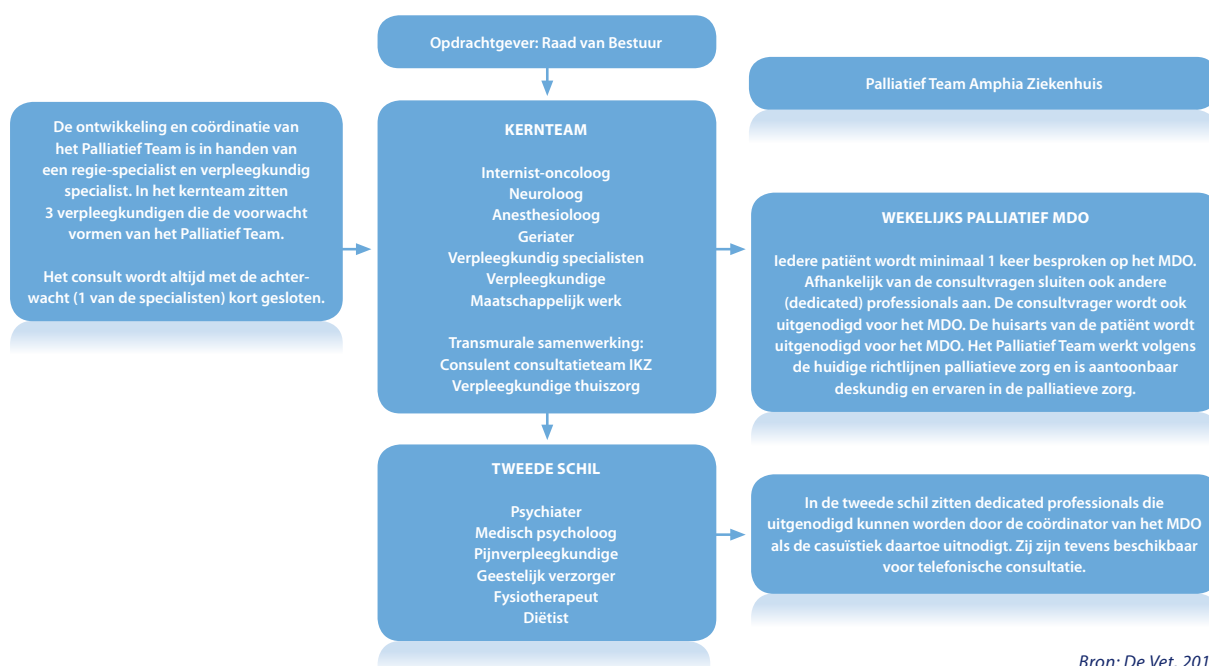 Opdrachtgever: Raad van Bestuur
Palliatief Team Amphia Ziekenhuis
De ontwikkeling en coördinatie van
het Palliatief Team is in handen van
een regie-specialist en verpleegkundig
specialist. In het kernteam zitten
3 verpleegkundigen die de voorwacht
vormen van het Palliatief Team.
Het consult wordt altijd met de achter-
wacht (1 van de specialisten) kort gesloten.
KERNTEAM
Internist-oncoloog
Neuroloog
Anesthesioloog
Geriater
Verpleegkundig specialisten
Verpleegkundige
Maatschappelijk werk
Transmurale samenwerking:
Consulent consultatieteam IKZ
Verpleegkundige thuiszorg
WEKELIJKS PALLIATIEF MDO
Iedere patiënt wordt minimaal 1 keer besproken op het MDO.
Afhankelijk van de consultvragen sluiten ook andere
(dedicated) professionals aan. De consultvrager wordt ook
uitgenodigd voor het MDO. De huisarts van de patiënt wordt
uitgenodigd voor het MDO. Het Palliatief Team werkt volgens
de huidige richtlijnen palliatieve zorg en is aantoonbaar
deskundig en ervaren in de palliatieve zorg.
TWEEDE SCHIL
Psychiater
Medisch psycholoog
Pijnverpleegkundige
Geestelijk verzorger
Fysiotherapeut
Diëtist
In de tweede schil zitten dedicated professionals die
uitgenodigd kunnen worden door de coördinator van het MDO
als de casuïstiek daartoe uitnodigt. Zij zijn tevens beschikbaar
voor telefonische consultatie.
Bron: De Vet, 201